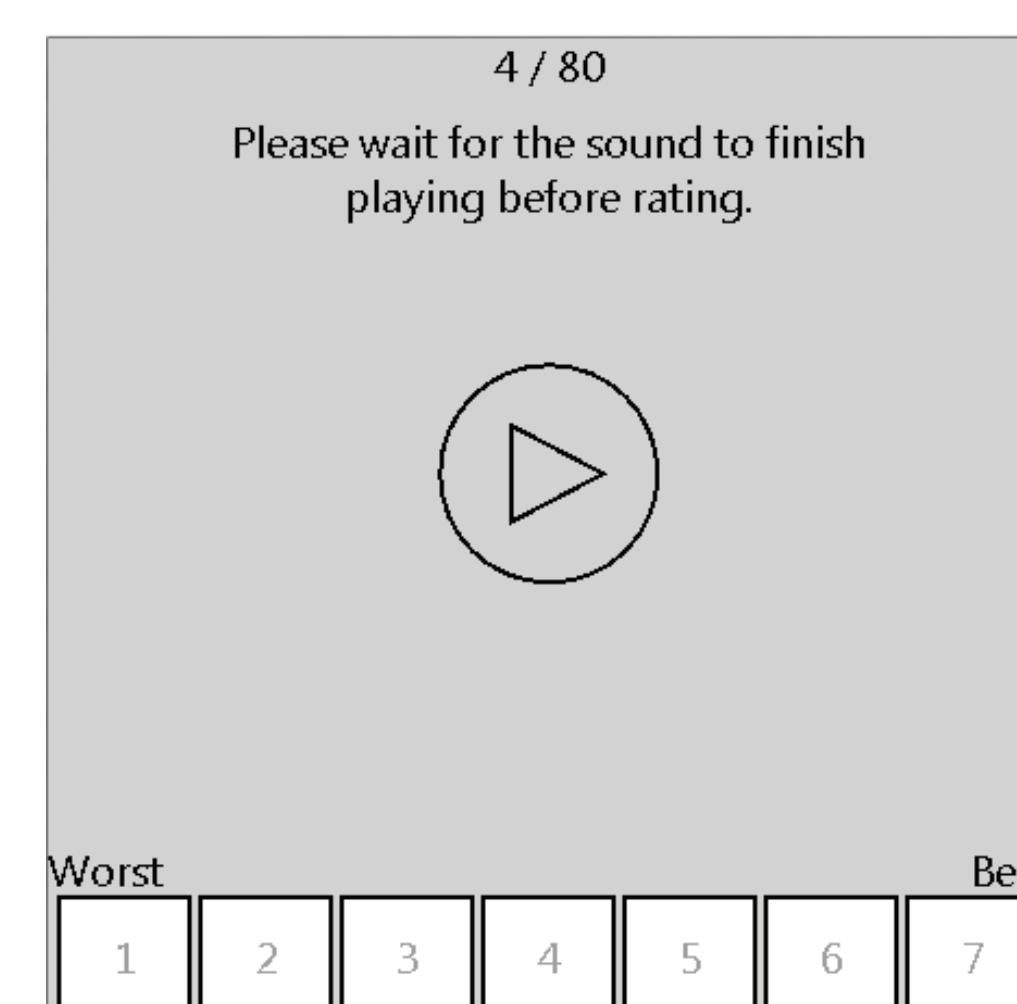 4 / 80
Please wait for the sound to finish
playing before rating.
Worst Be
1 2 3 4 5 6 7